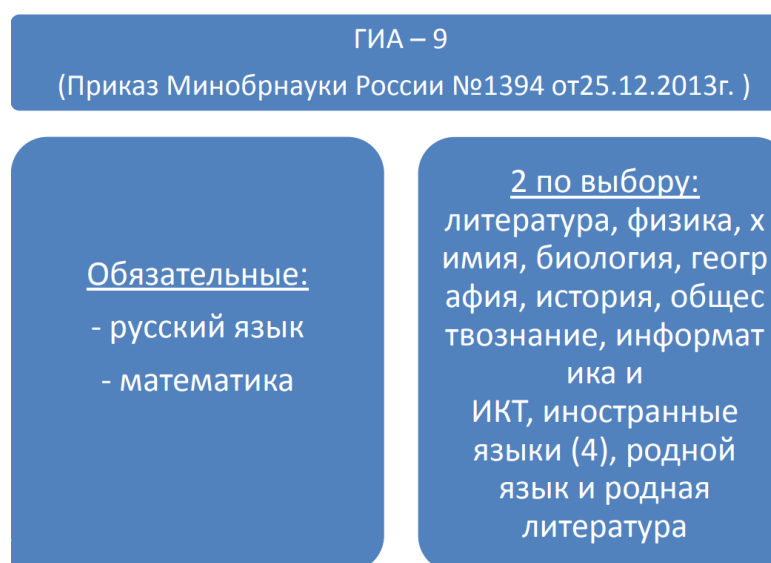 ГИА – 9
(Приказ Минобрнауки России №1394 от25.12.2013г. )
Обязательные:
- русский язык
- математика
2 по выбору:
литература, физика, х
имия, биология, геогр
афия, история, общес
твознание, информат
ика и
ИКТ, иностранные
языки (4), родной
язык и родная
литература